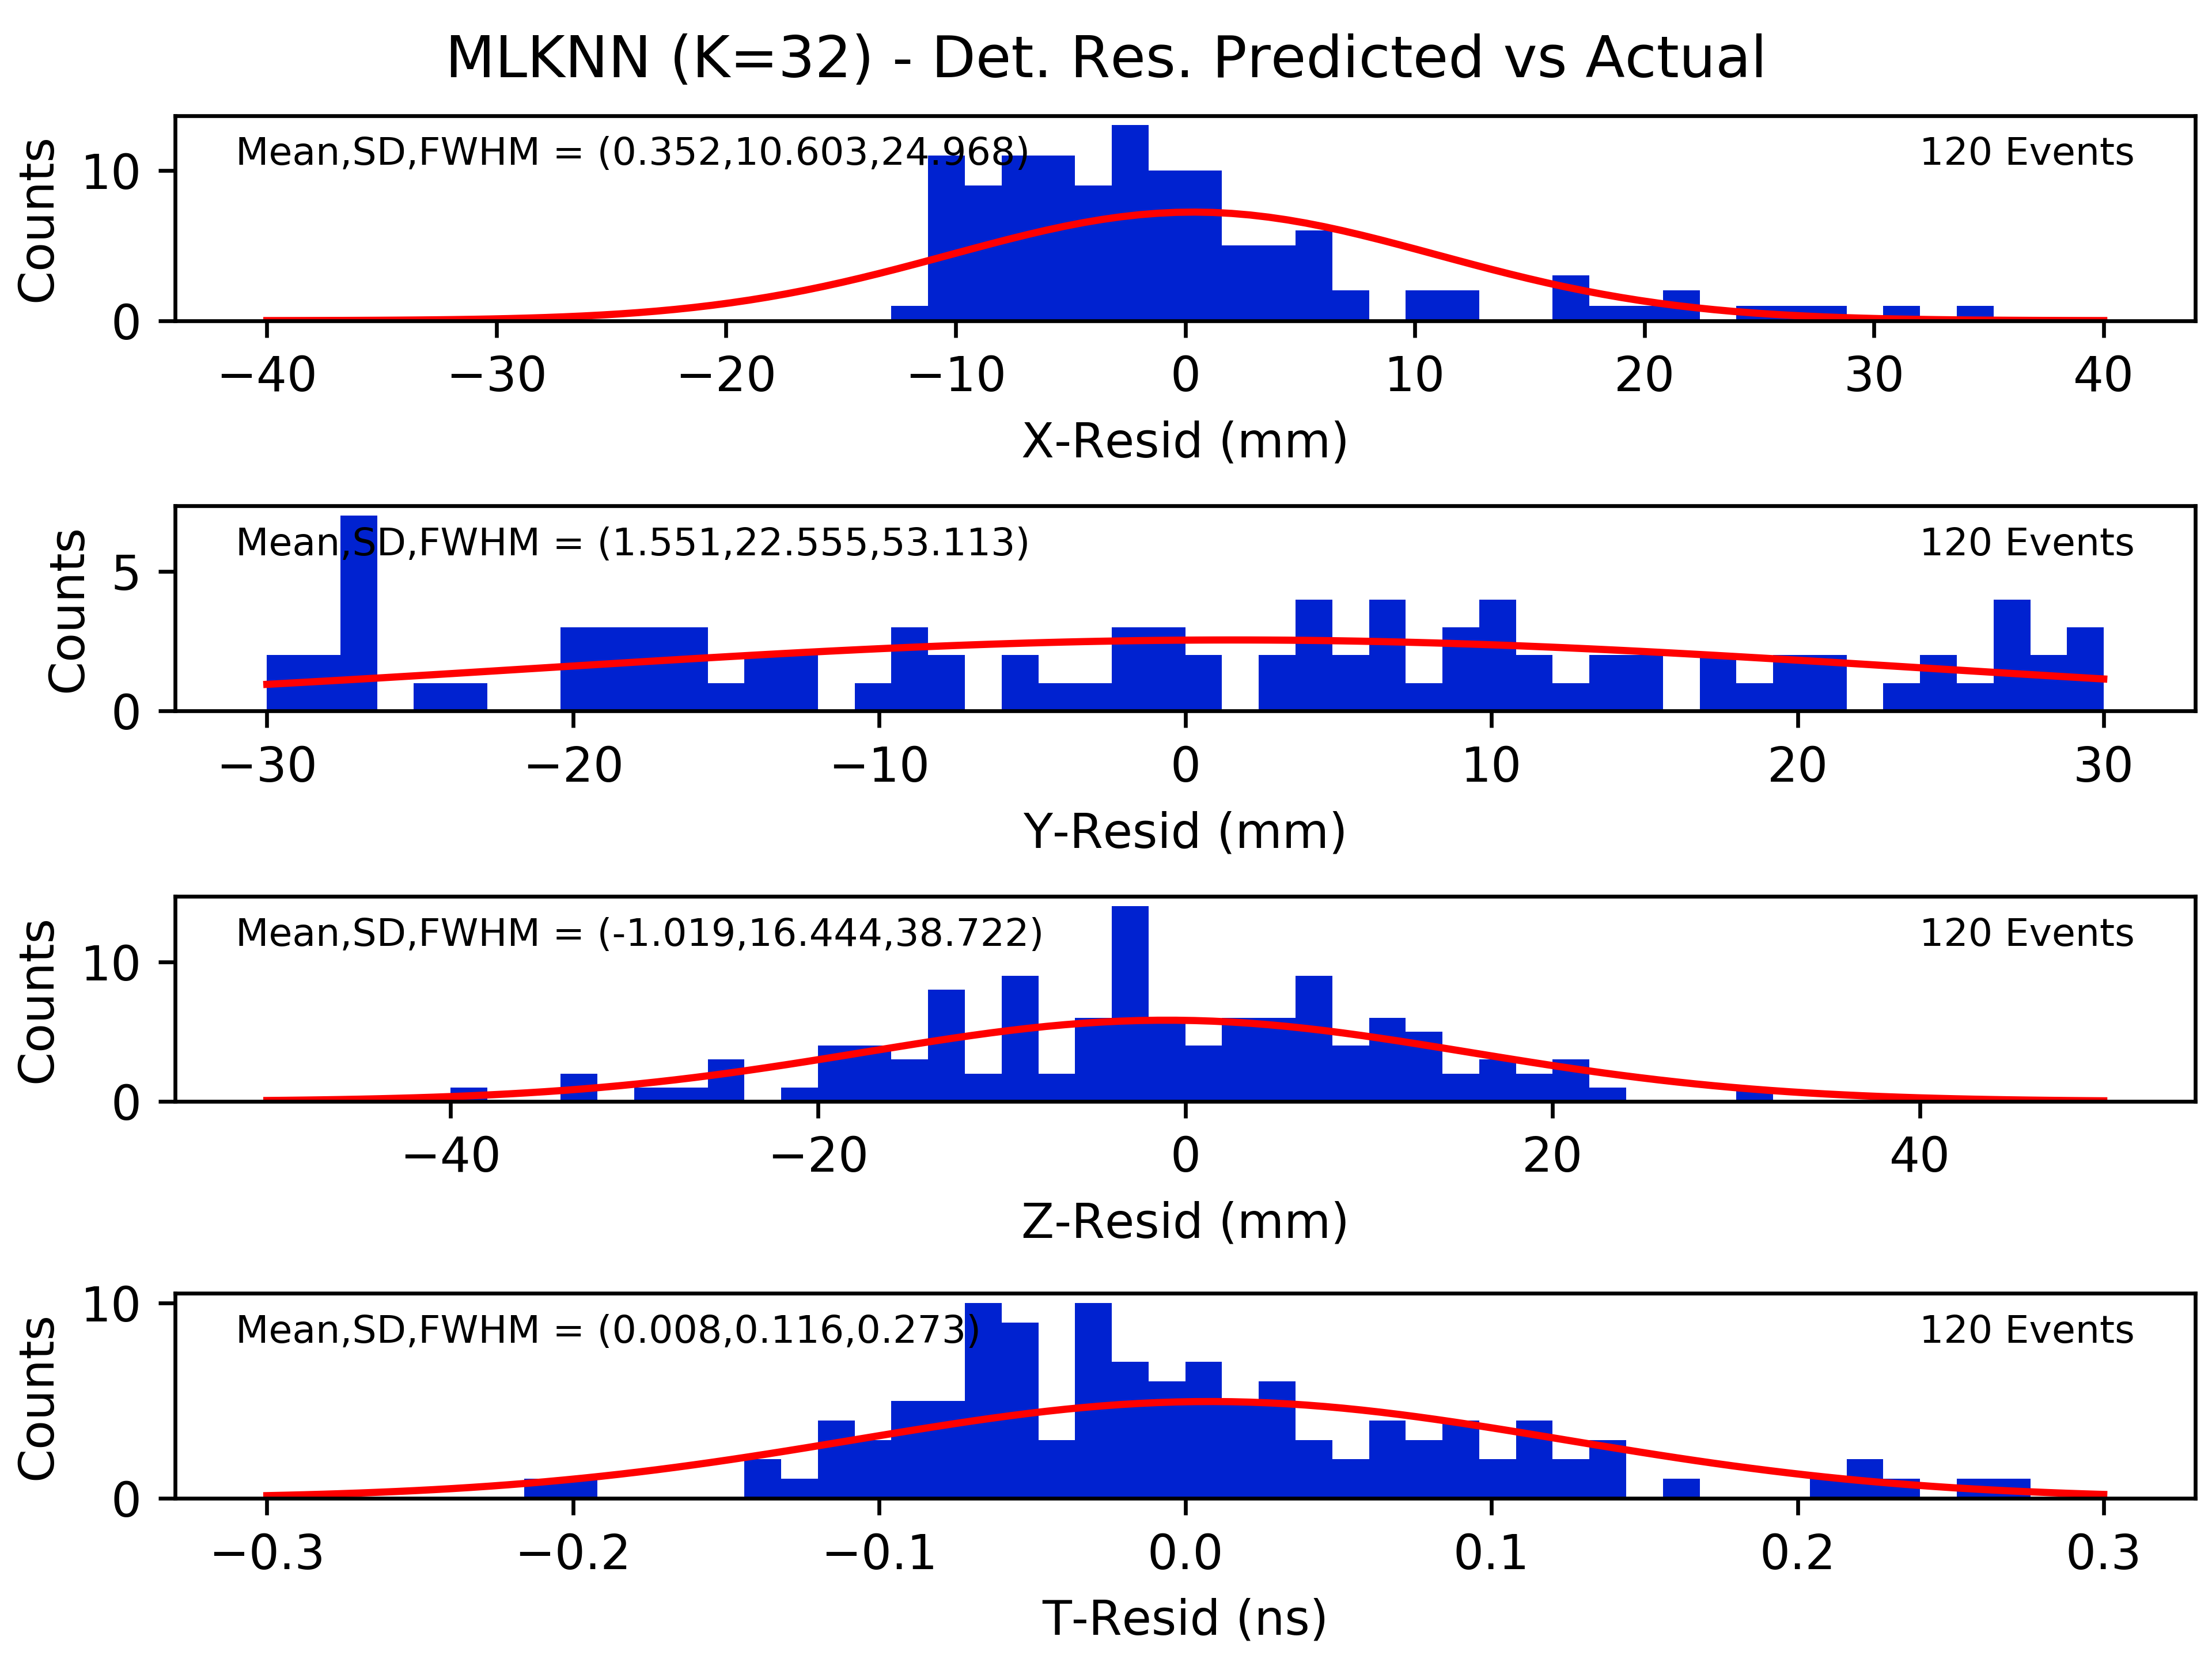 MLKNN (K=32) - Det. Res. Predicted vs Actual
Mean,SD,FWHM = (0.352,10.603,24.968)
120 Events
Counts
10
0
−40 −30 −20 −10 0 10 20 30 40
X-Resid (mm)
Mean,SD,FWHM = (1.551,22.555,53.113)
120 Events
Counts
5
0
−30 −20 −10 0 10 20 30
Y-Resid (mm)
Mean,SD,FWHM = (-1.019,16.444,38.722)
120 Events
Counts
10
0
−40 −20 0 20 40
Z-Resid (mm)
Mean,SD,FWHM = (0.008,0.116,0.273)
120 Events
Counts
10
0
−0.3 −0.2 −0.1 0.0 0.1 0.2 0.3
T-Resid (ns)